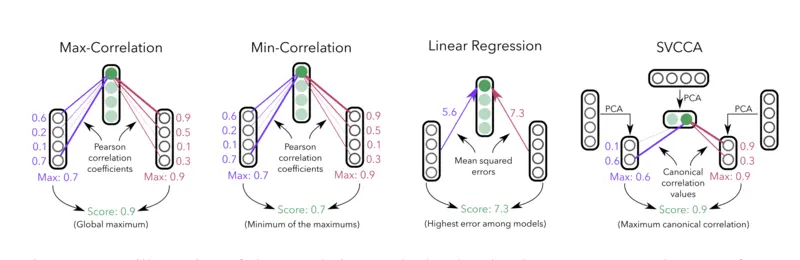 Max-Correlation
0.6
0.2
0.1
0.7
0.9
0.5
0.1
0.3
Pearson
correlation
coefficients
Max: 0.7
Max: 0.9
Score: 0.9
(Global maximum)
Min-Correlation
0.6
0.2
0.1
0.7
0.9
0.5
0.1
0.3
Pearson
correlation
coefficients
Max: 0.7
Max: 0.9
Score: 0.7
(Minimum of the maximums)
Linear Regression
5.6
7.3
Mean squared
errors
Score: 7.3
(Highest error among models)
SVCCA
PCA
PCA
PCA
0.1
0.6
0.9
0.3
Canonical
correlation
values
Max: 0.6
Max: 0.9
Score: 0.9
(Maximum canonical correlation)